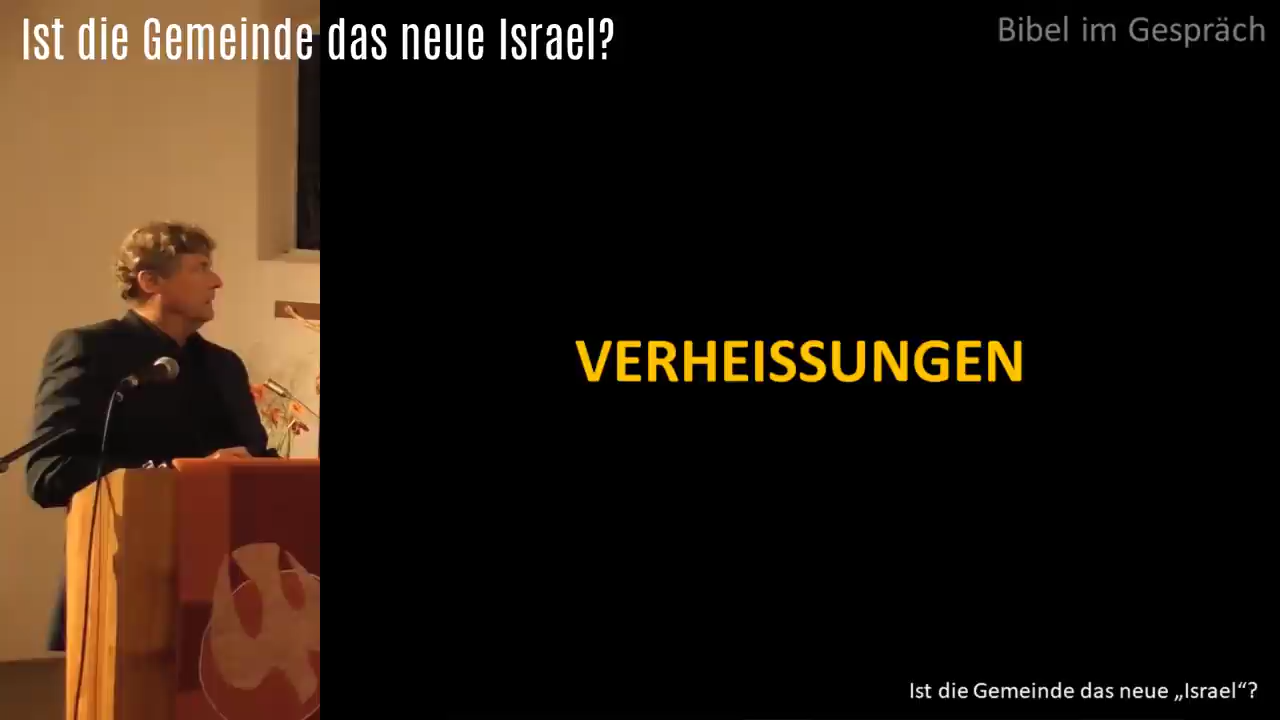 Ist die Gemeinde das neue Israel?
Bibel im Gespräch
VERHEISSUNGEN
Ist die Gemeinde das neue „Israel“?